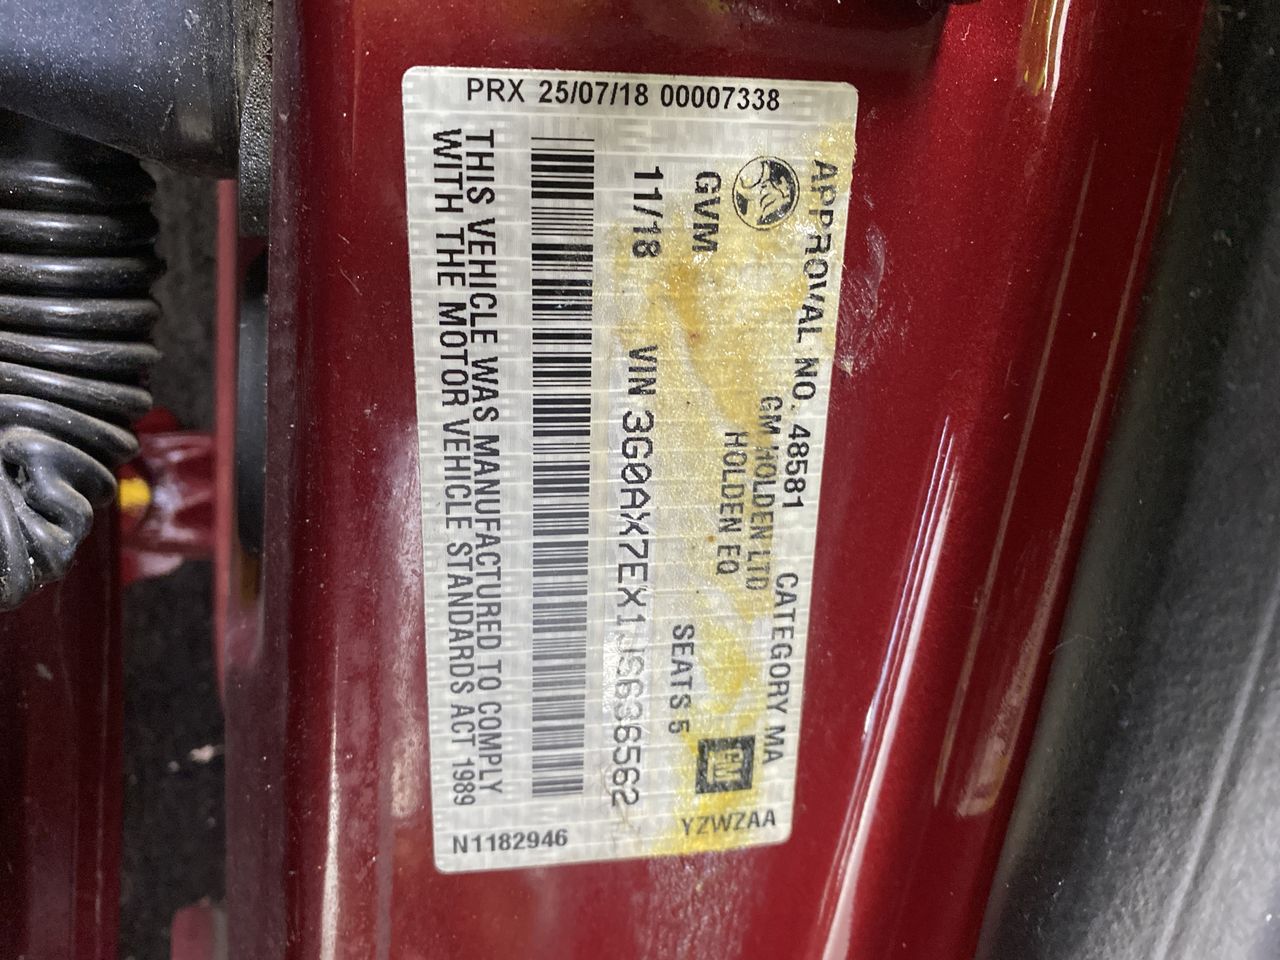 PRX 25/07/18 00007338
APPROVAL NO. 48581 CATEGORY MA
GM HOLDEN LTD
HOLDEN EQ
GVM SEATS 5
11/18 VIN 3G0AX7EX1JS636562
THIS VEHICLE WAS MANUFACTURED TO COMPLY
WITH THE MOTOR VEHICLE STANDARDS ACT 1989
GM
YZWZAA
N1182946